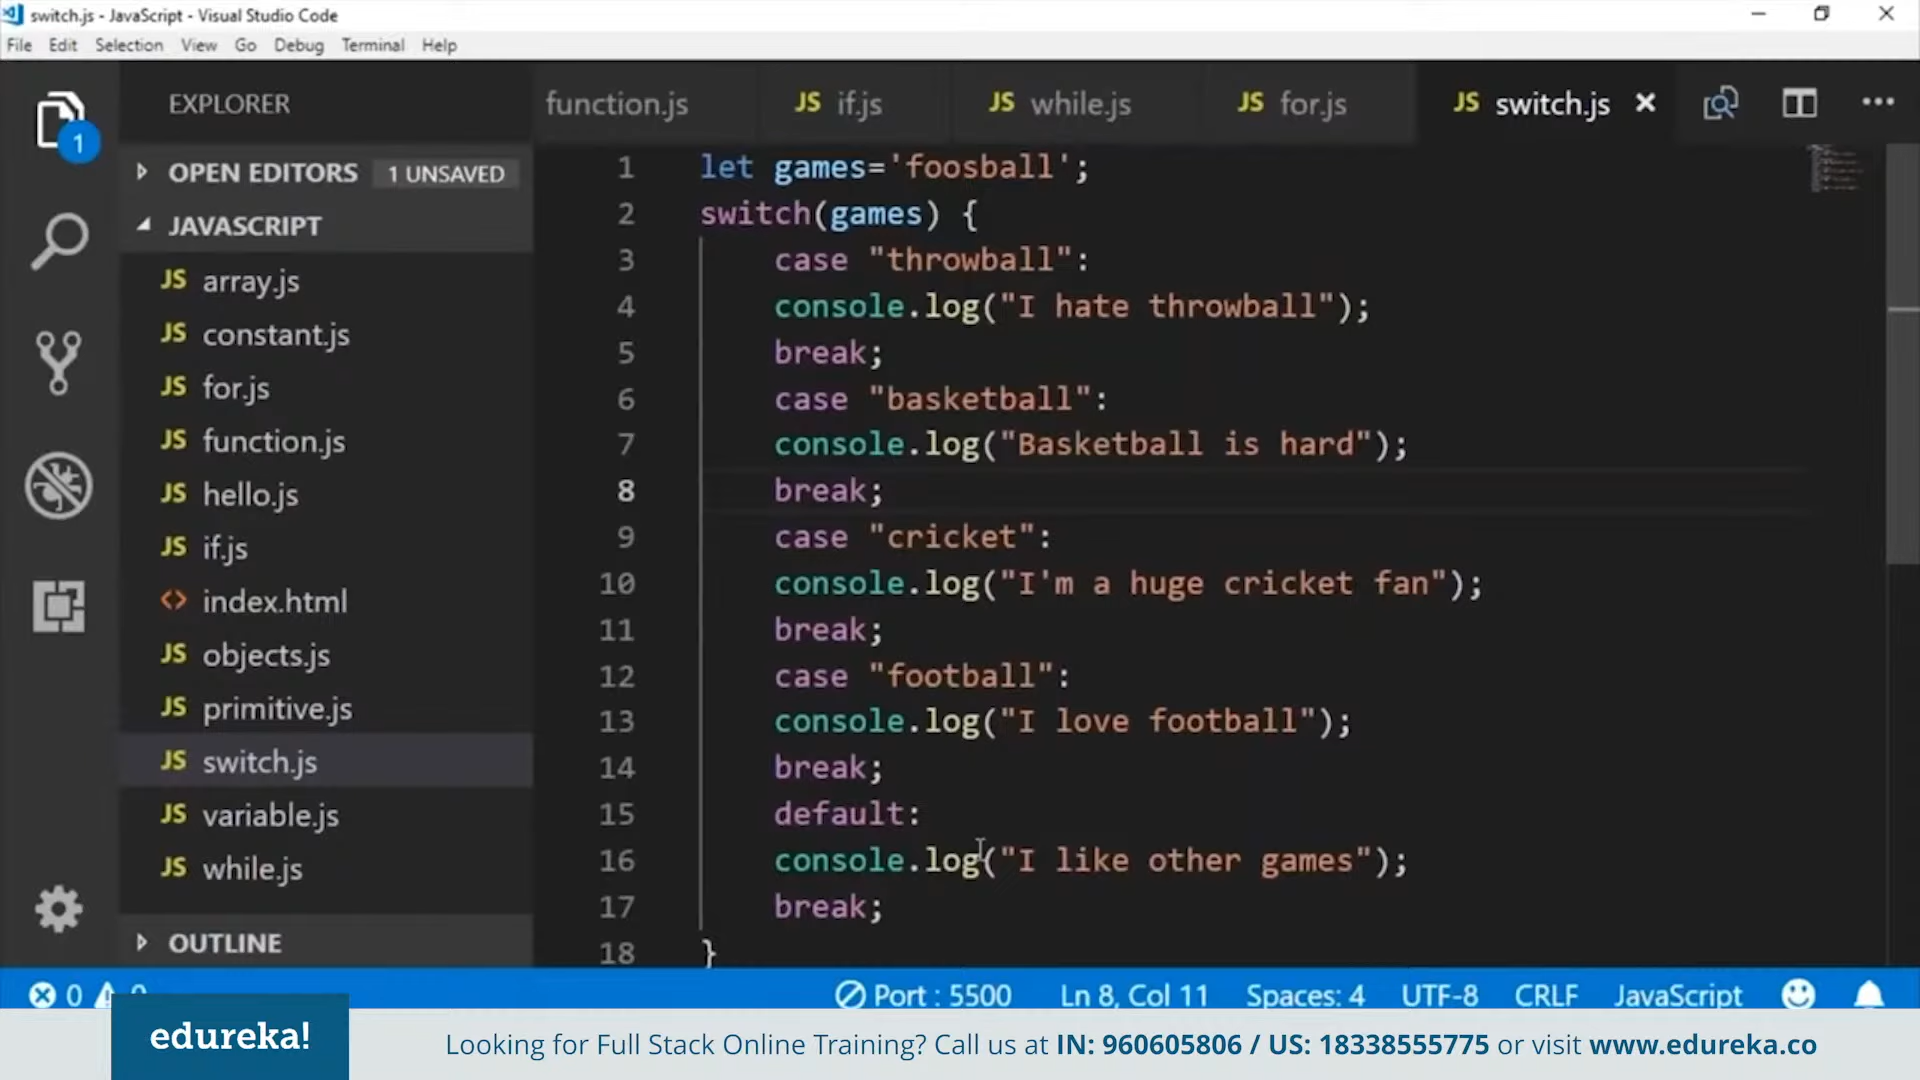 switch.js - JavaScript - Visual Studio Code
File Edit Selection View Go Debug Terminal Help
EXPLORER
function.js
JS if.js
JS while.js
JS for.js
JS switch.js
1
OPEN EDITORS 1 UNSAVED
JAVASCRIPT
JS array.js
JS constant.js
JS for.js
JS function.js
JS hello.js
JS if.js
<> index.html
JS objects.js
JS primitive.js
JS switch.js
JS variable.js
JS while.js
OUTLINE
1 let games='foosball';
2 switch(games) {
3 case "throwball":
4 console.log("I hate throwball");
5 break;
6 case "basketball":
7 console.log("Basketball is hard");
8 break;
9 case "cricket":
10 console.log("I'm a huge cricket fan");
11 break;
12 case "football":
13 console.log("I love football");
14 break;
15 default:
16 console.log("I like other games");
17 break;
18 }
0
Port : 5500 Ln 8, Col 11 Spaces: 4 UTF-8 CRLF JavaScript
edureka!
Looking for Full Stack Online Training? Call us at IN: 960605806 / US: 18338555775 or visit www.edureka.co